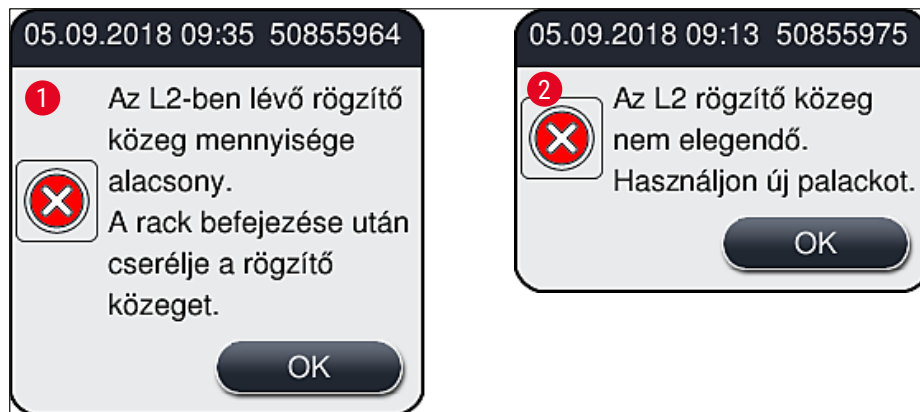 05.09.2018 09:35 50855964
1
Az L2-ben lévő rögzítő
közeg mennyisége
alacsony.
A rack befejezése után
cserélje a rögzítő
közeget.
OK
05.09.2018 09:13 50855975
2
Az L2 rögzítő közeg
nem elegendő.
Használjon új palackot.
OK